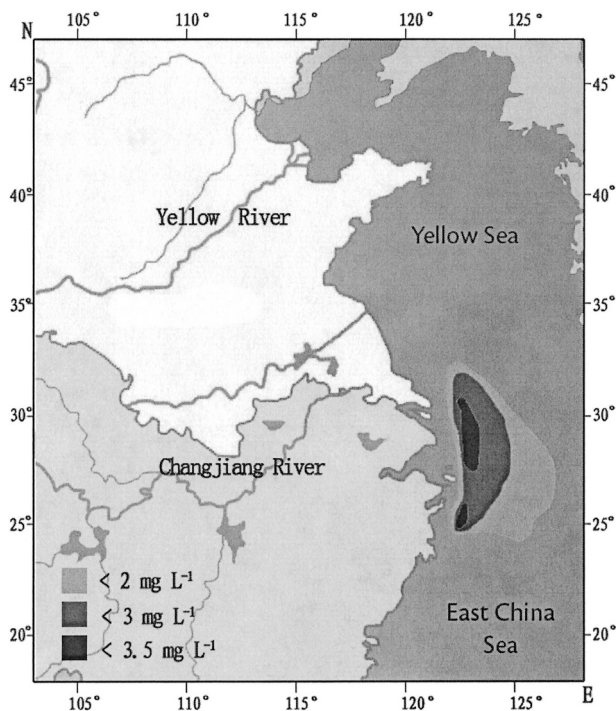 105° 110° 115° 120° 125°
N
45° 45°
40° 40°
Yellow River
Yellow Sea
35° 35°
30° 30°
Changjiang River
25° 25°
< 2 mg L⁻¹
< 3 mg L⁻¹
East China
Sea
20° 20°
< 3.5 mg L⁻¹
105° 110° 115° 120° 125°
E